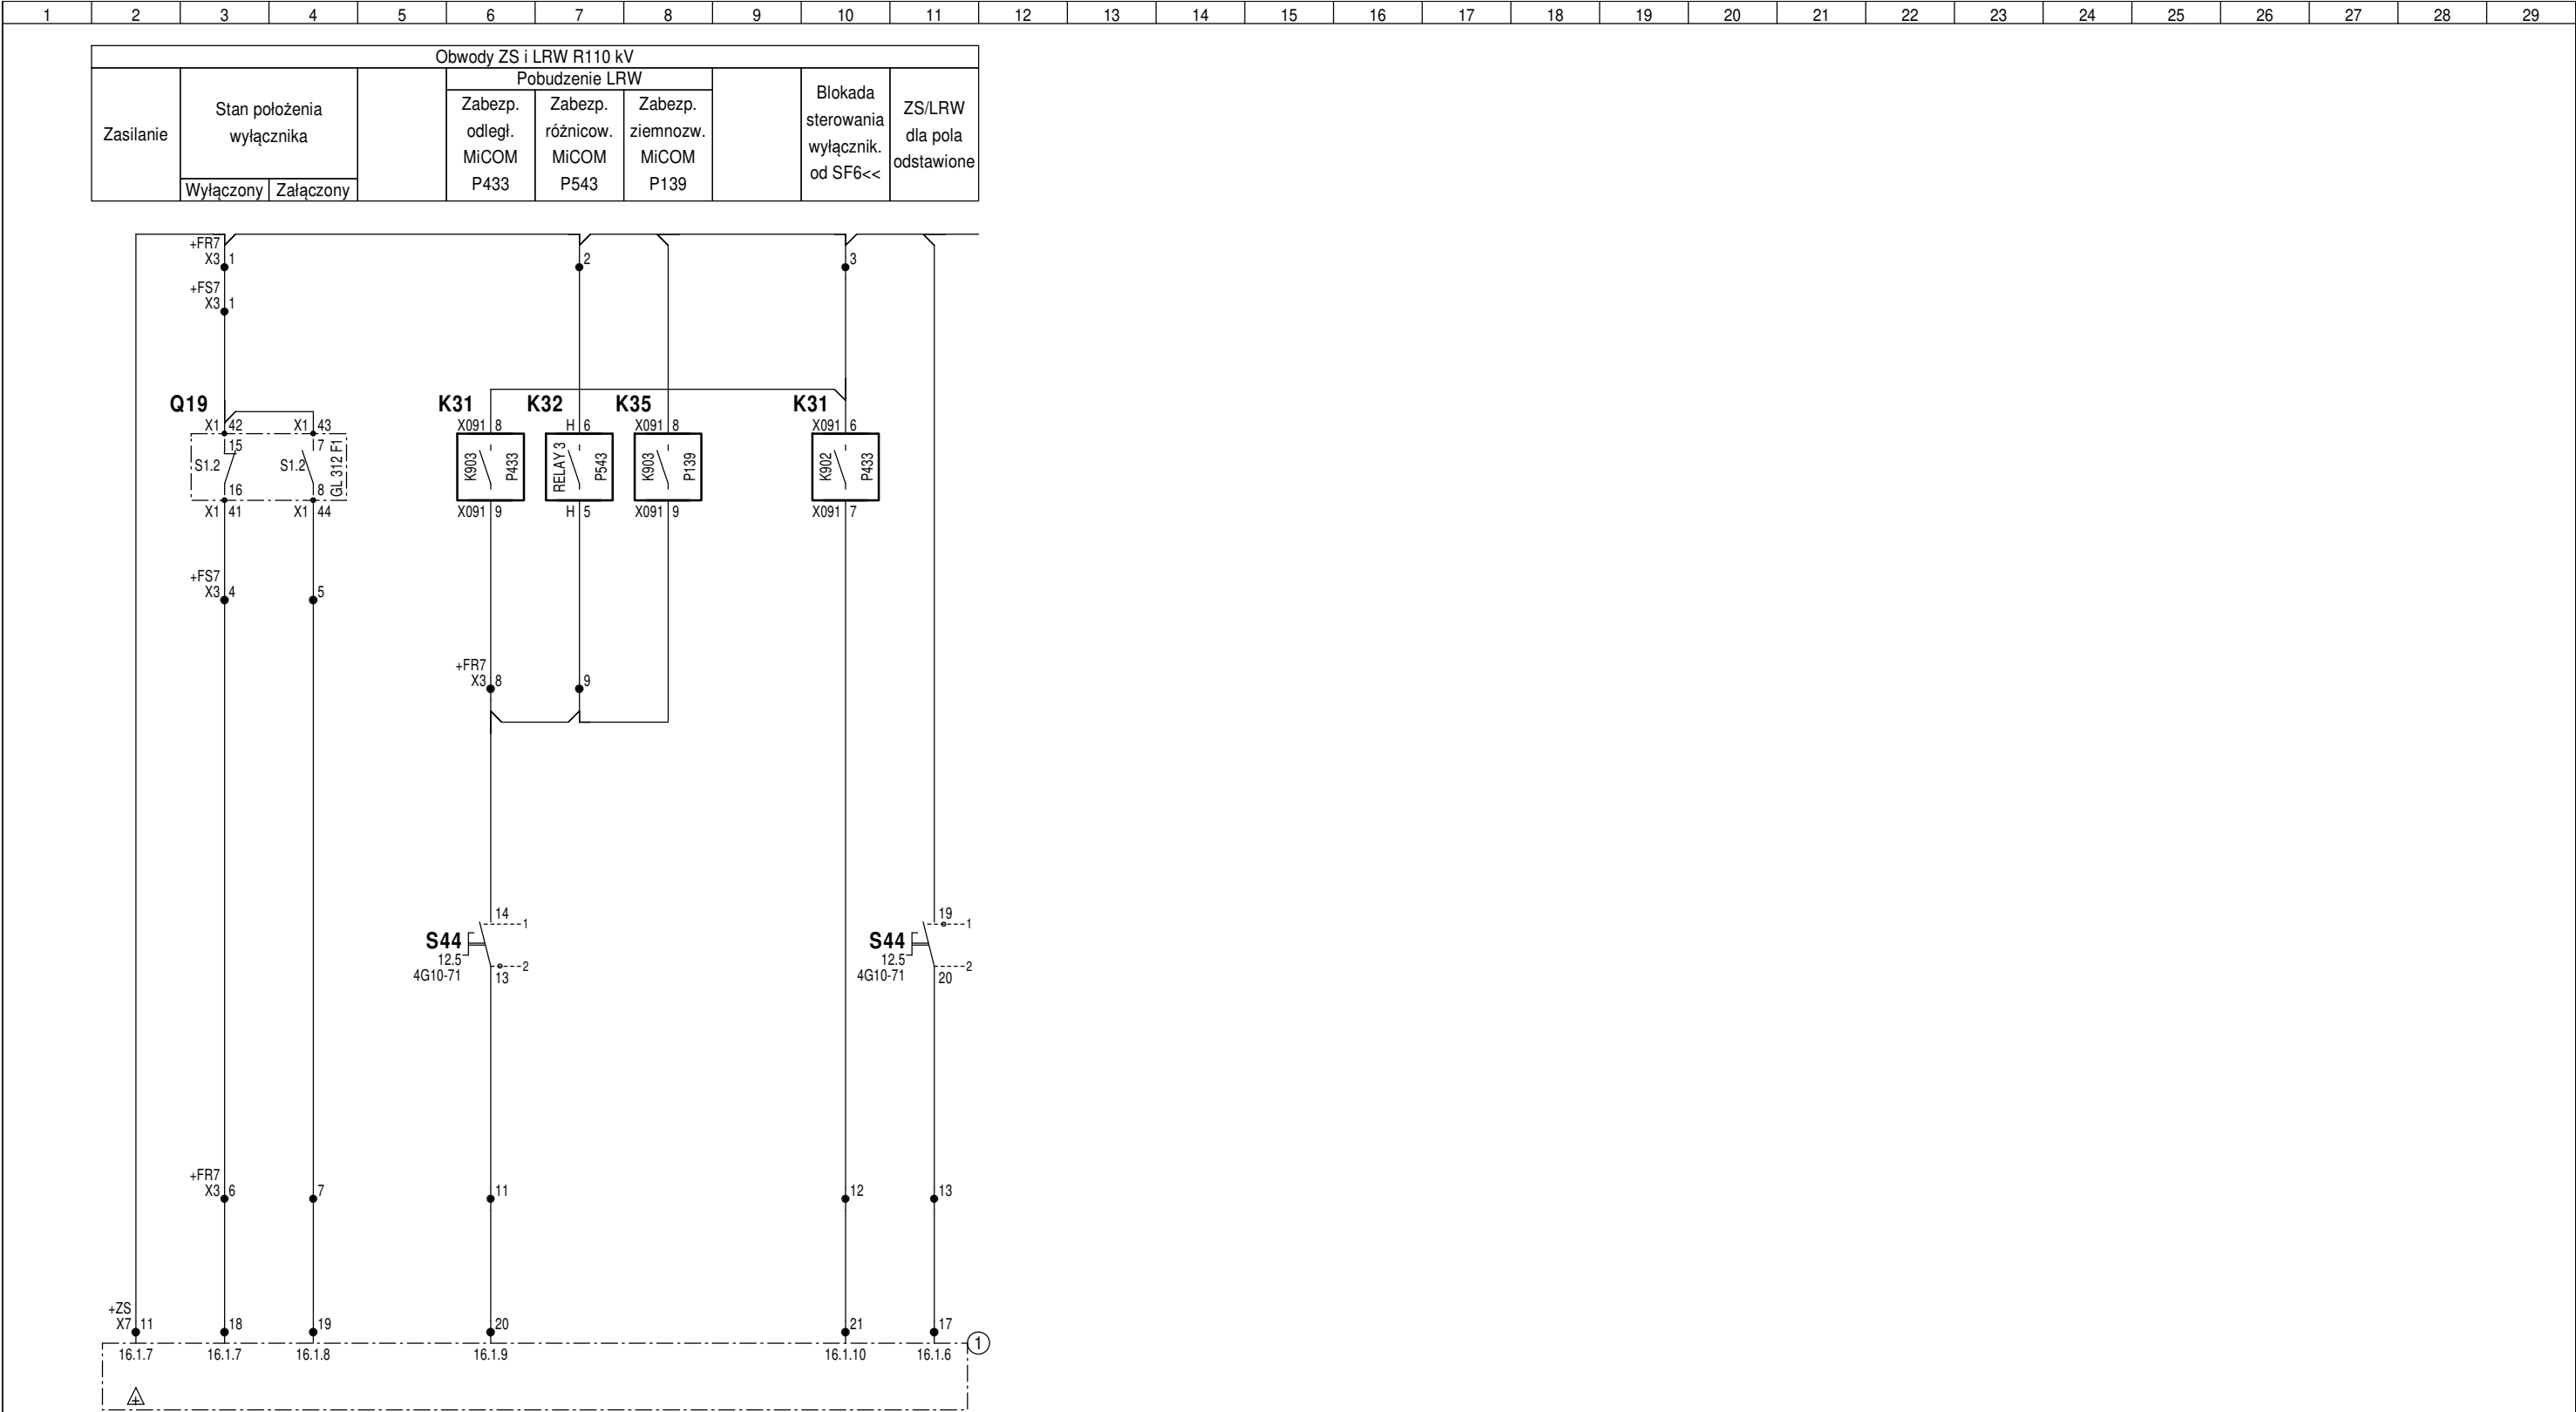 1 2 3 4 5 6 7 8 9 10 11 12 13 14 15 16 17 18 19 20 21 22 23 24 25 26 27 28 29
Obwody ZS i LRW R110 kV
Zasilanie
Stan położenia
wyłącznika
Wyłączony
Załączony
Pobudzenie LRW
Zabezp.
odległ.
MiCOM
P433
Zabezp.
różnicow.
MiCOM
P543
Zabezp.
ziemnozw.
MiCOM
P139
Blokada
sterowania
wyłącznik.
od SF6<<
ZS/LRW
dla pola
odstawione
+FR7
X3 1 2 3
+FS7
X3 1
Q19 K31 K32 K35 K31
X1 42 X1 43 X091 8 H 6 X091 8 X091 6
15 7
S1.2 S1.2
GL 312 F1
K903 P433
RELAY 3 P543
K903 P139
K902 P433
16 8
X1 41 X1 44 X091 9 H 5 X091 9 X091 7
+FS7
X3 4 5
+FR7
X3 8 9
14 19
1 1
S44 S44
12.5 12.5
4G10-71 4G10-71
2 2
13 20
+FR7
X3 6 7 11 12 13
+ZS
X7 11 18 19 20 21 17
1
16.1.7 16.1.7 16.1.8 16.1.9 16.1.10 16.1.6
+